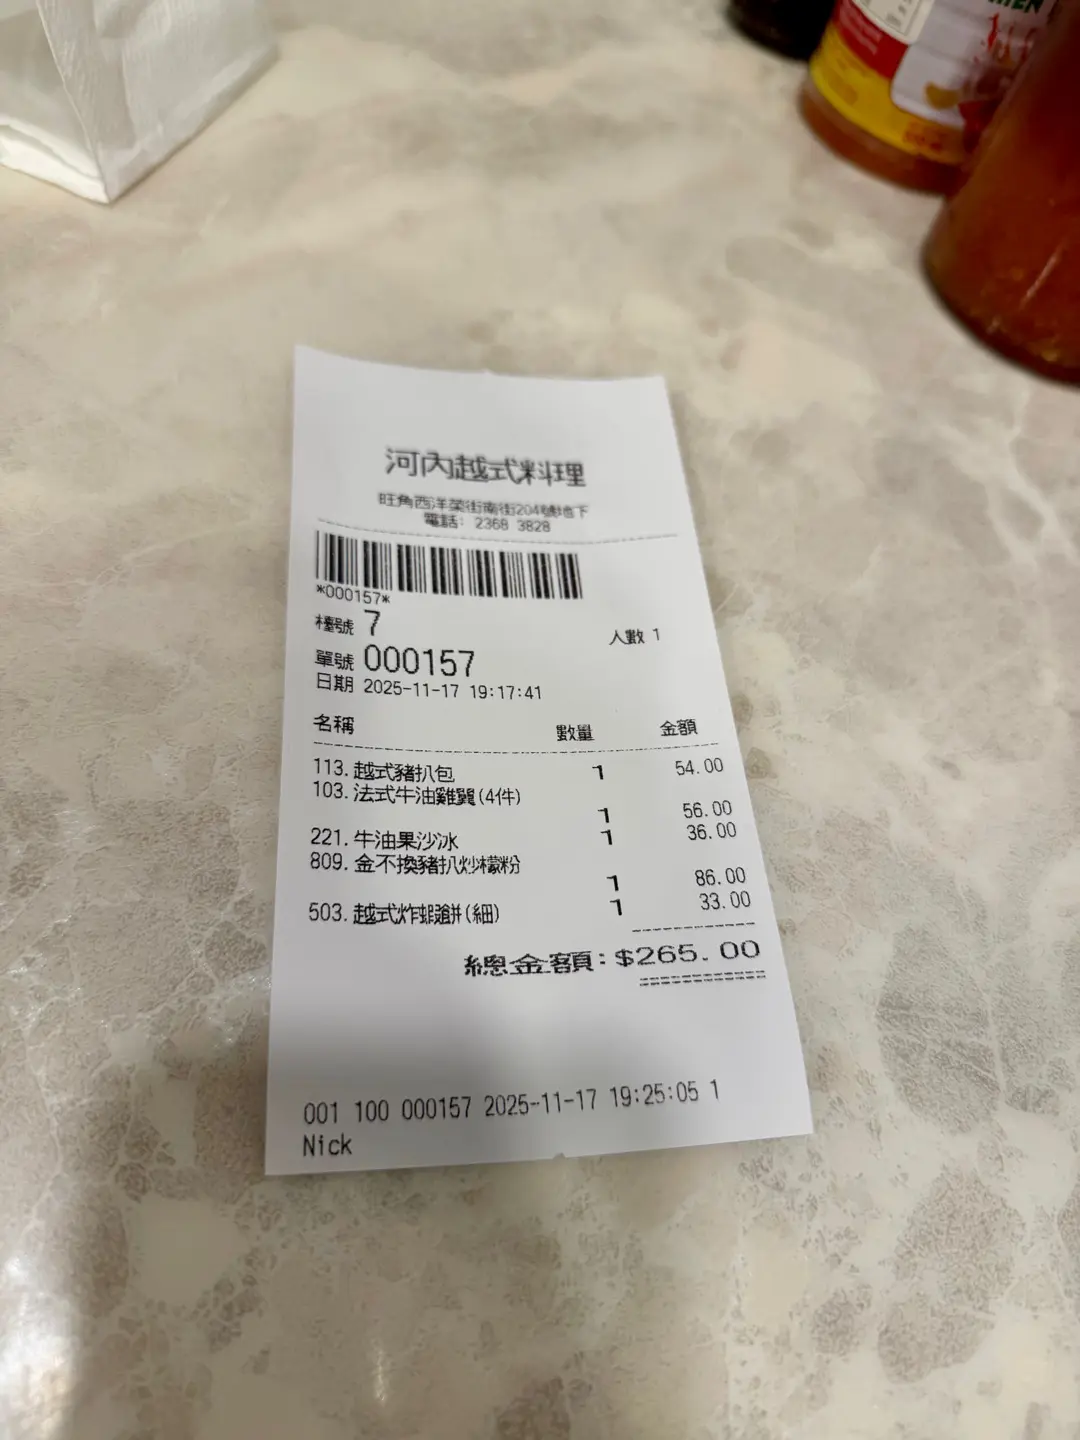 河內越式料理
旺角西洋菜街南街204號地下
電話: 2368 3828
*000157*
檯號 7
人數 1
單號 000157
日期 2025-11-17 19:17:41
名稱 數量 金額
113. 越式豬扒包 1 54.00
103. 法式牛油雞翼(4件)
1 56.00
221. 牛油果沙冰 1 36.00
809. 金不換豬扒炒檬粉
1 86.00
503. 越式炸蝦餅(細) 1 33.00
總金額: $265.00
001 100 000157 2025-11-17 19:25:05 1
Nick